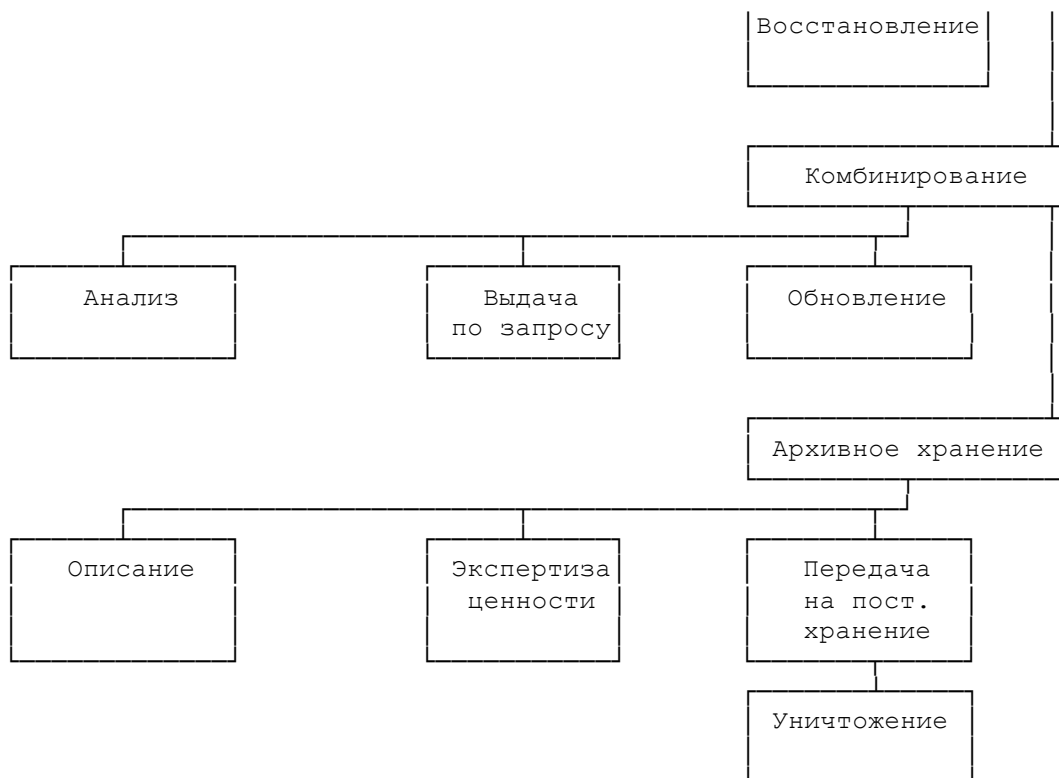 Восстановление
Комбинирование
Анализ
Выдача
по запросу
Обновление
Архивное хранение
Описание
Экспертиза
ценности
Передача
на пост.
хранение
Уничтожение